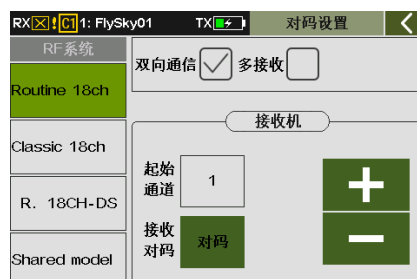 RX C1 1: FlySky01 TX 对码设置
RF系统
双向通信 多接收
Routine 18ch
接收机
Classic 18ch
起始通道 1
R. 18CH-DS
接收对码 对码
Shared model